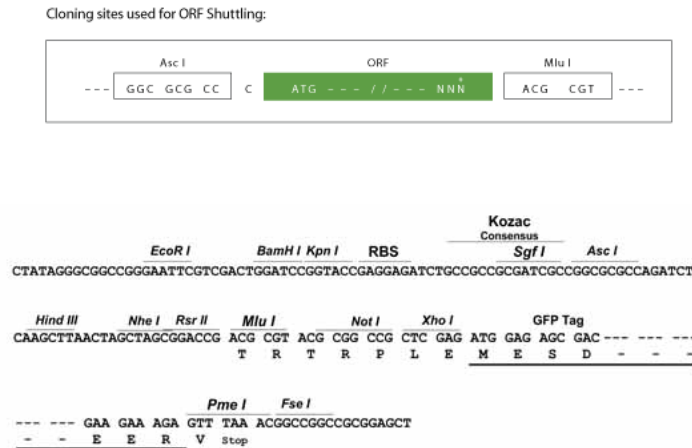 Cloning sites used for ORF Shuttling:
Asc I ORF Mlu I
--- GGC GCG CC C ATG --- // --- NNN* ACG CGT ---
Kozac
Consensus
EcoR I BamH I Kpn I RBS Sgf I Asc I
CTATAGGGCGGCCGGGAATTCGTCGACTGGATCCGGTACCGAGGAGATCTGCCGCCGCGATCGCCGGCGCGCCAGATCT
Hind III Nhe I Rsr II Mlu I Not I Xho I GFP Tag
CAAGCTTAACTAGCTAGCGGACCG ACG CGT ACG CGG CCG CTC GAG ATG GAG AGC GAC --- --- ---
T R T R P L E M E S D - - -
Pme I Fse I
--- --- GAA GAA AGA GTT TAA ACGGCCGGCCGCGGAGCT
- - E E R V Stop